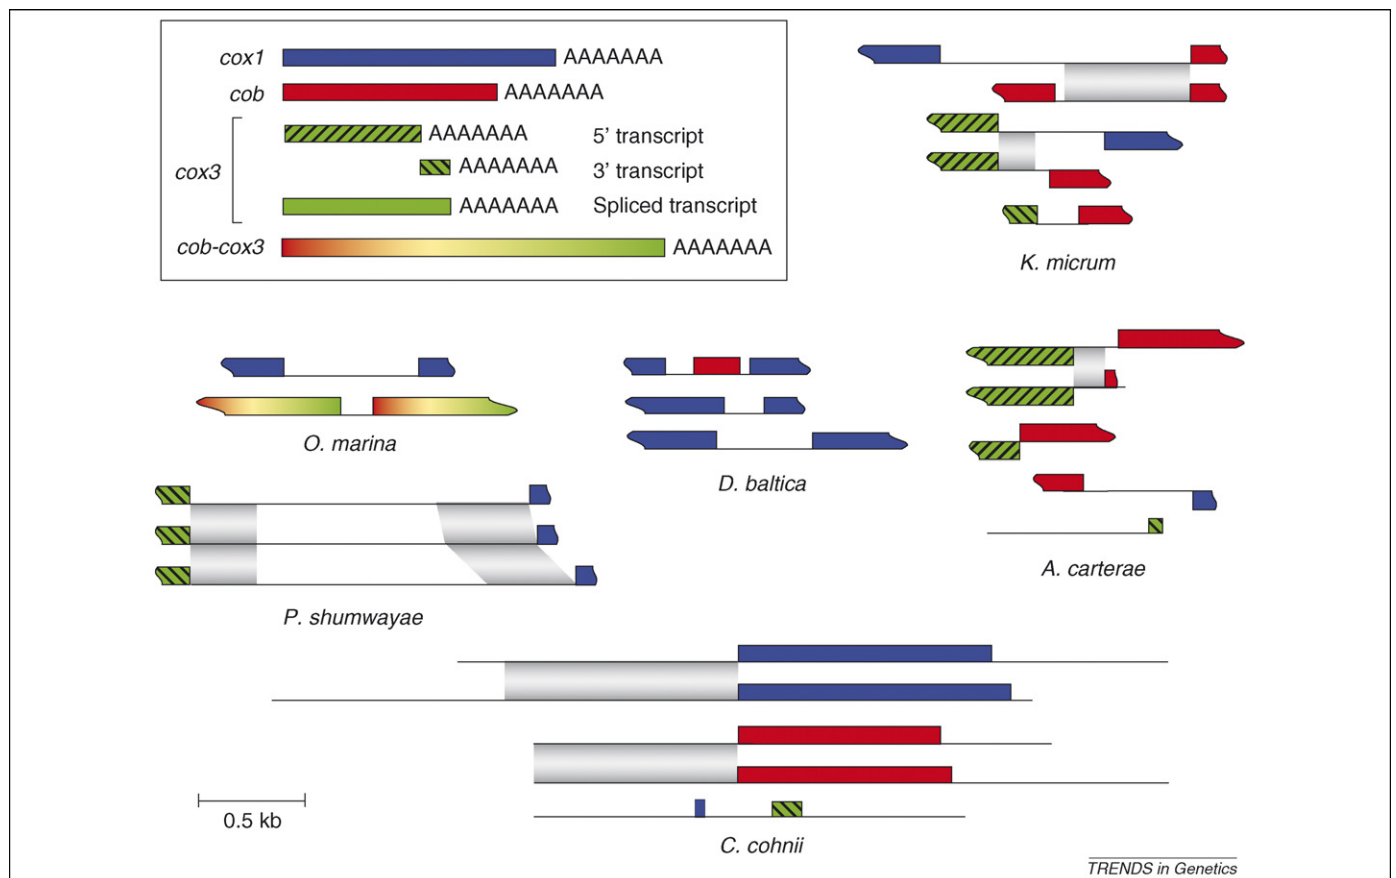 cox1 AAAAAAA
cob AAAAAAA
cox3
AAAAAAA 5' transcript
AAAAAAA 3' transcript
AAAAAAA Spliced transcript
cob-cox3 AAAAAAA
K. micrum
O. marina
D. baltica
A. carterae
P. shumwayae
C. cohnii
0.5 kb
TRENDS in Genetics